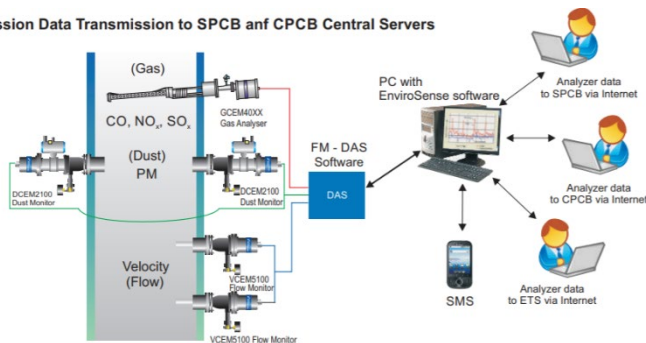 ssion Data Transmission to SPCB anf CPCB Central Servers
(Gas)
GCEM40XX
Gas Analyser
CO, NOx, SOx
(Dust)
PM
DCEM2100
Dust Monitor
DCEM2100
Dust Monitor
Velocity
(Flow)
VCEM5100
Flow Monitor
VCEM5100 Flow Monitor
FM - DAS
Software
DAS
PC with
EnviroSense software
SMS
Analyzer data
to SPCB via Internet
Analyzer data
to CPCB via Internet
Analyzer data
to ETS via Internet